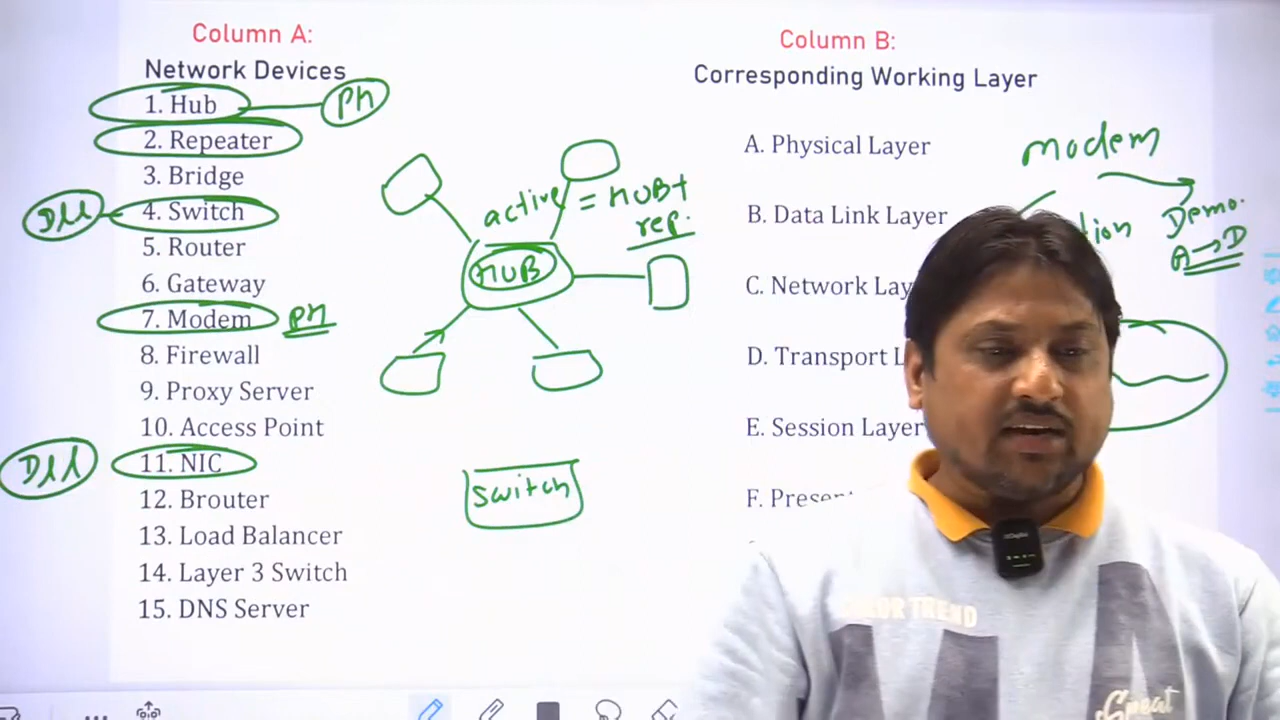 Column A:
Network Devices
1. Hub
Ph
2. Repeater
3. Bridge
Dll
4. Switch
5. Router
6. Gateway
7. Modem
Ph
8. Firewall
9. Proxy Server
10. Access Point
Dll
11. NIC
12. Brouter
13. Load Balancer
14. Layer 3 Switch
15. DNS Server
active = HUB+
rep.
HUB
Switch
Column B:
Corresponding Working Layer
A. Physical Layer
B. Data Link Layer
C. Network Lay
D. Transport L
E. Session Layer
F. Presen
modem
tion
Demo.
A → D
TREND
Great